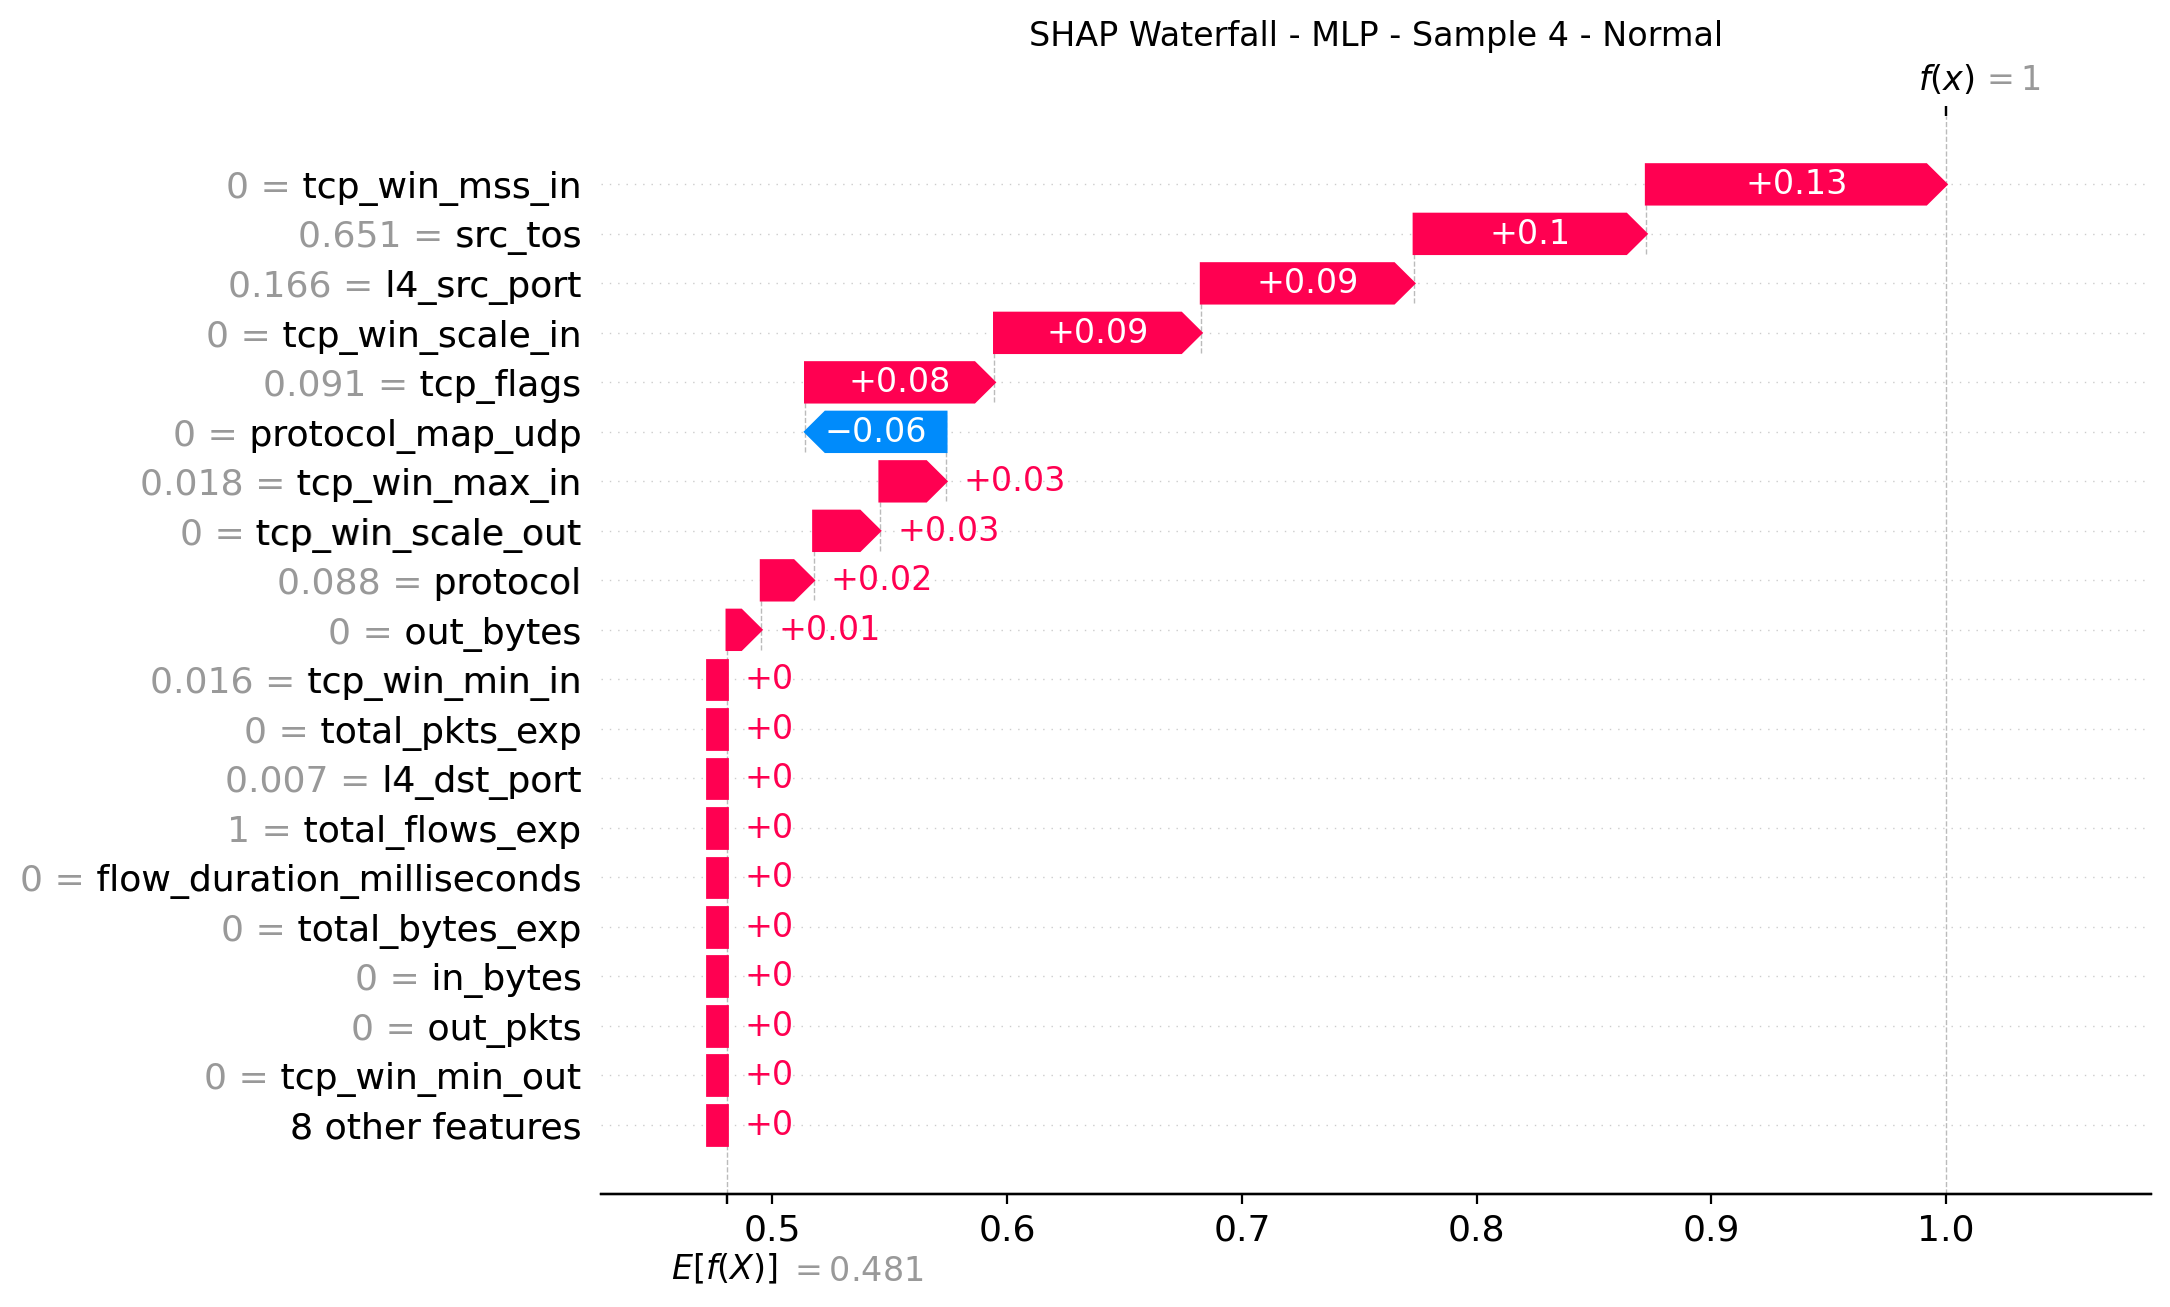 SHAP Waterfall - MLP - Sample 4 - Normal
f(x) = 1
0 = tcp_win_mss_in +0.13
0.651 = src_tos +0.1
0.166 = l4_src_port +0.09
0 = tcp_win_scale_in +0.09
0.091 = tcp_flags +0.08
0 = protocol_map_udp −0.06
0.018 = tcp_win_max_in +0.03
0 = tcp_win_scale_out +0.03
0.088 = protocol +0.02
0 = out_bytes +0.01
0.016 = tcp_win_min_in +0
0 = total_pkts_exp +0
0.007 = l4_dst_port +0
1 = total_flows_exp +0
0 = flow_duration_milliseconds +0
0 = total_bytes_exp +0
0 = in_bytes +0
0 = out_pkts +0
0 = tcp_win_min_out +0
8 other features +0
0.5 0.6 0.7 0.8 0.9 1.0
E[f(X)] = 0.481